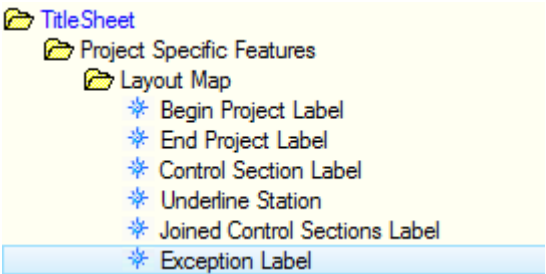 TitleSheet
Project Specific Features
Layout Map
Begin Project Label
End Project Label
Control Section Label
Underline Station
Joined Control Sections Label
Exception Label